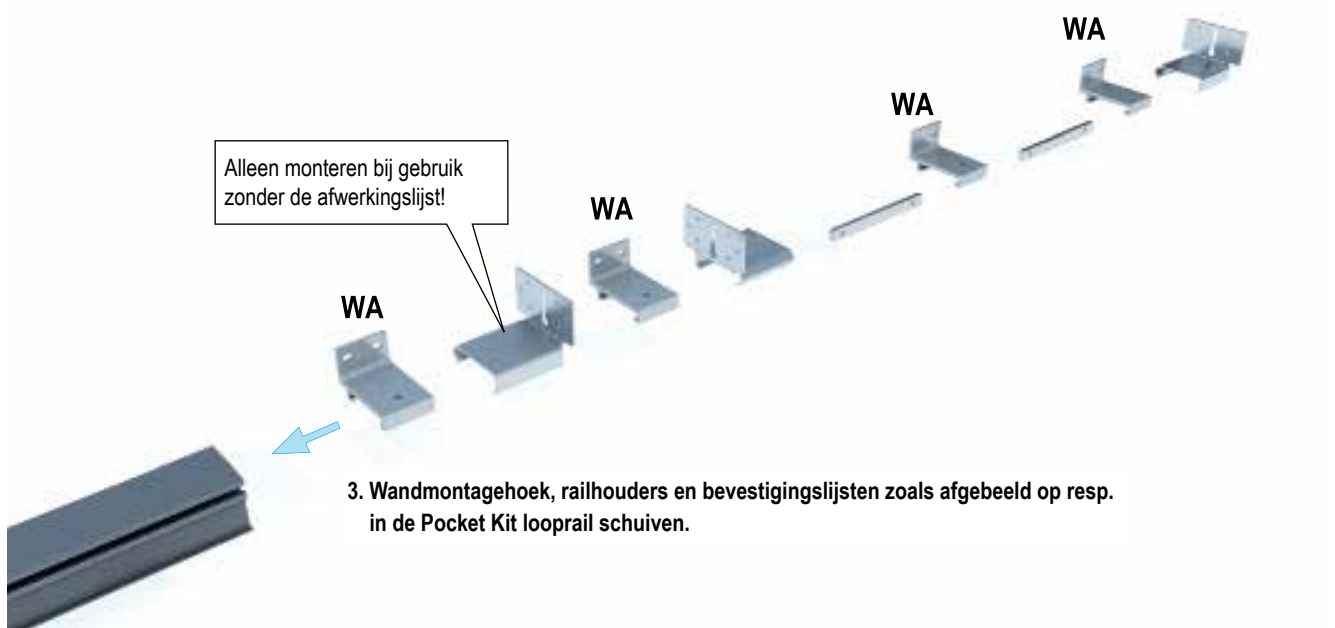 WA
WA
Alleen monteren bij gebruik
zonder de afwerkingslijst!
WA
WA
3. Wandmontagehoek, railhouders en bevestigingslijsten zoals afgebeeld op resp.
in de Pocket Kit looprail schuiven.